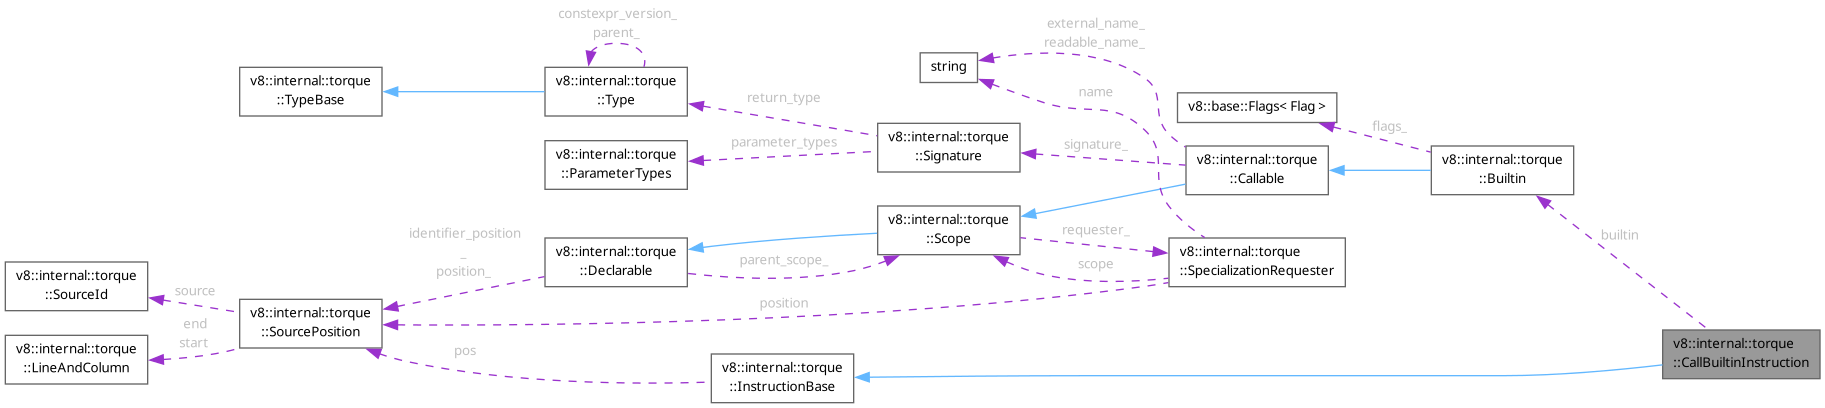 constexpr_version_
parent_
v8::internal::torque
::TypeBase
v8::internal::torque
::Type
external_name_
readable_name_
string
name
v8::base::Flags< Flag >
return_type
flags_
v8::internal::torque
::Signature
parameter_types
signature_
v8::internal::torque
::ParameterTypes
v8::internal::torque
::Callable
v8::internal::torque
::Builtin
v8::internal::torque
::Scope
requester_
builtin
identifier_position
_
position_
v8::internal::torque
::Declarable
parent_scope_
scope
v8::internal::torque
::SpecializationRequester
v8::internal::torque
::SourceId
source
position
v8::internal::torque
::SourcePosition
end
start
v8::internal::torque
::LineAndColumn
pos
v8::internal::torque
::InstructionBase
v8::internal::torque
::CallBuiltinInstruction